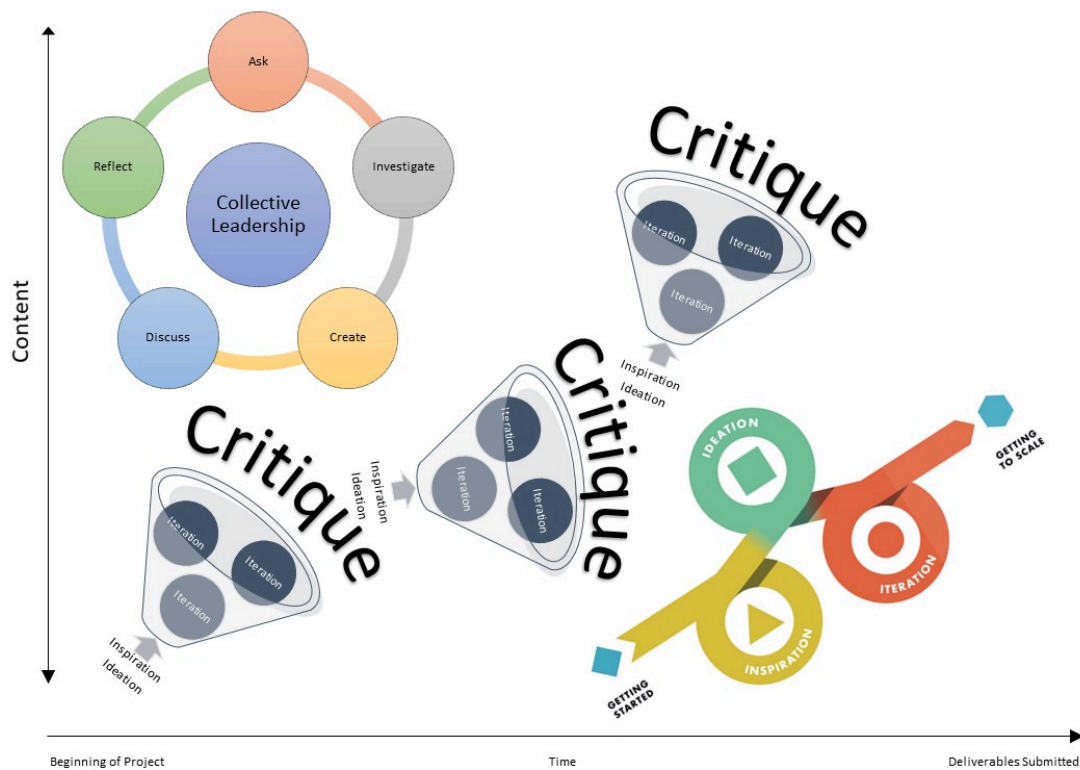 Content
Ask
Investigate
Create
Discuss
Reflect
Collective
Leadership
Critique
Iteration
Iteration
Iteration
Inspiration
Ideation
Critique
Iteration
Iteration
Iteration
Inspiration
Ideation
Critique
Iteration
Iteration
Iteration
Inspiration
Ideation
GETTING
STARTED
INSPIRATION
IDEATION
ITERATION
GETTING
TO SCALE
Beginning of Project
Time
Deliverables Submitted